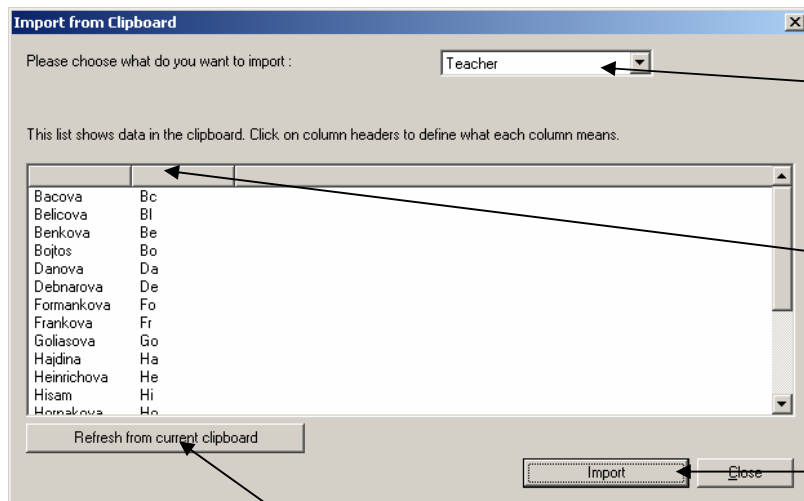 Import from Clipboard
Please choose what do you want to import :
Teacher
This list shows data in the clipboard. Click on column headers to define what each column means.
Bacova Bc
Belicova Bl
Benkova Be
Bojtos Bo
Danova Da
Debnarova De
Formankova Fo
Frankova Fr
Goliasova Go
Hajdina Ha
Heinrichova He
Hisam Hi
Hornakova Ho
Refresh from current clipboard
Import
Close